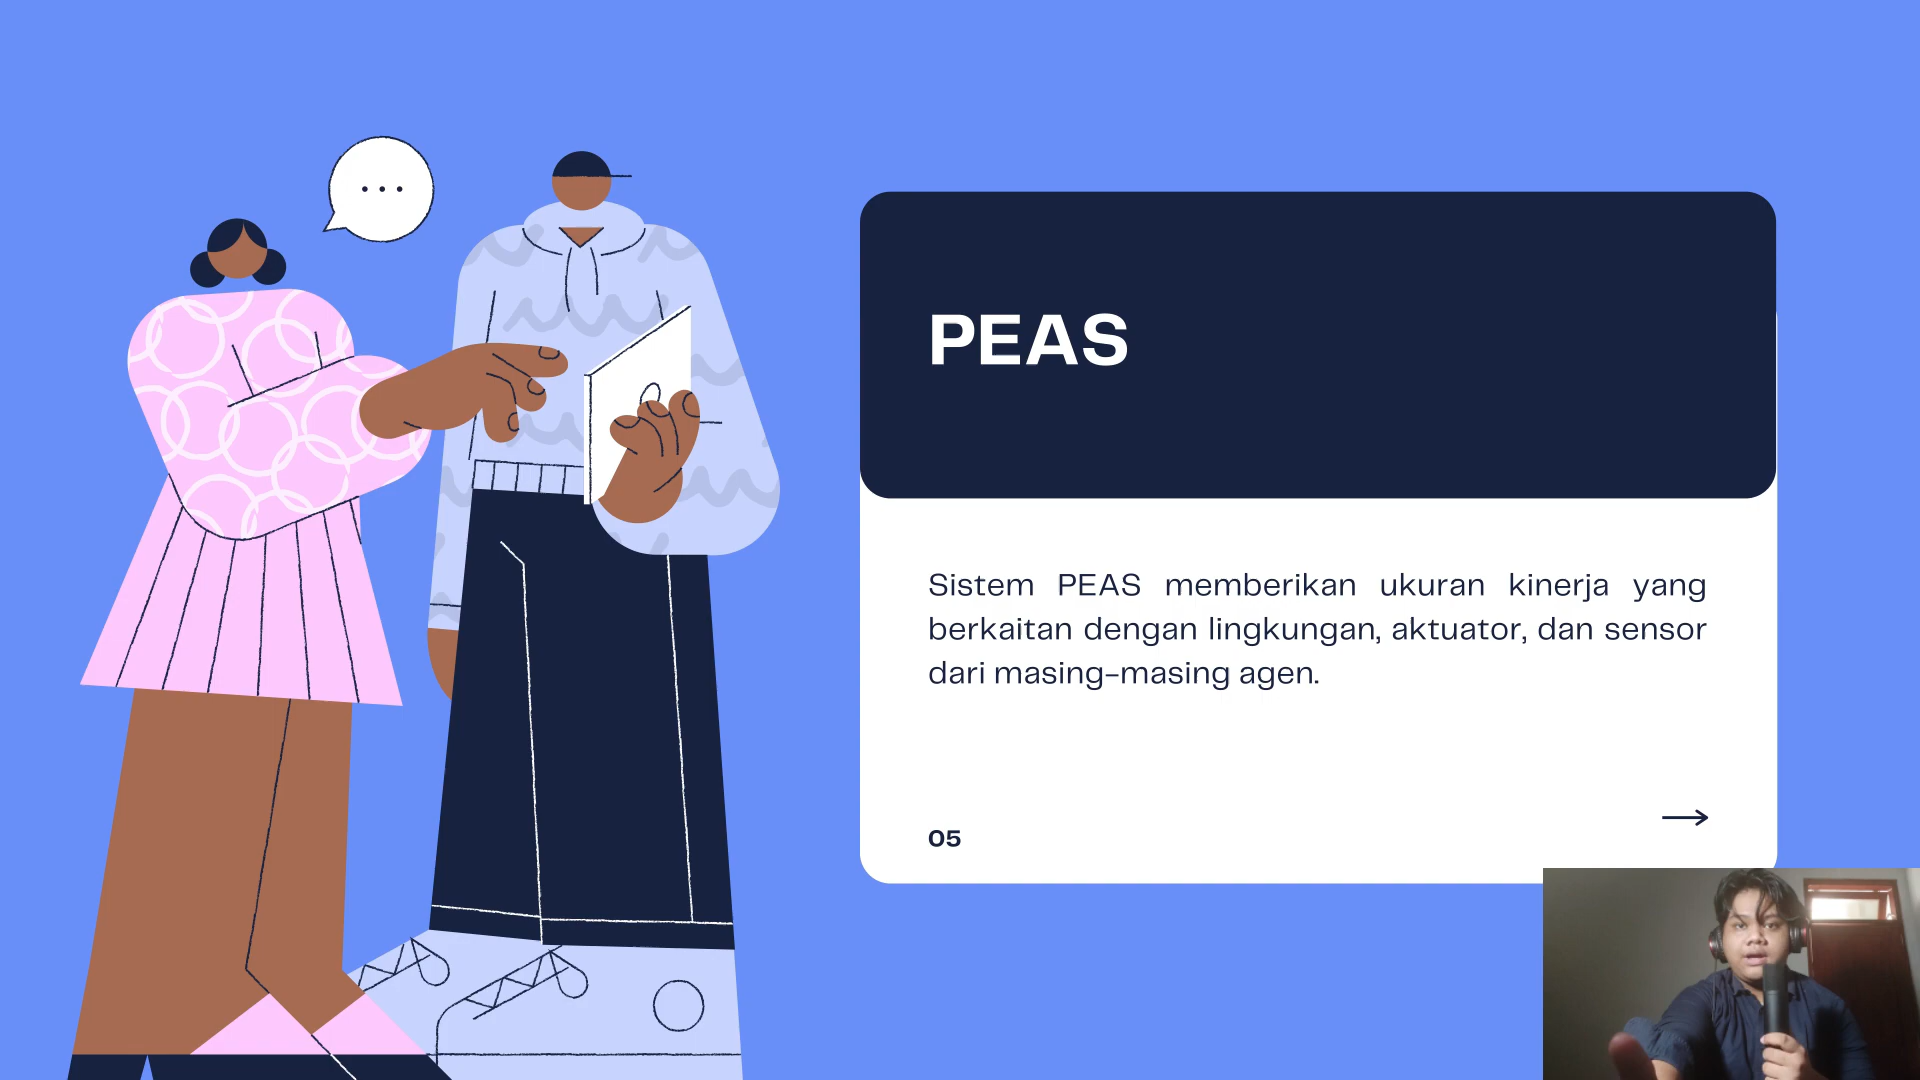 PEAS
Sistem PEAS memberikan ukuran kinerja yang
berkaitan dengan lingkungan, aktuator, dan sensor
dari masing-masing agen.
05